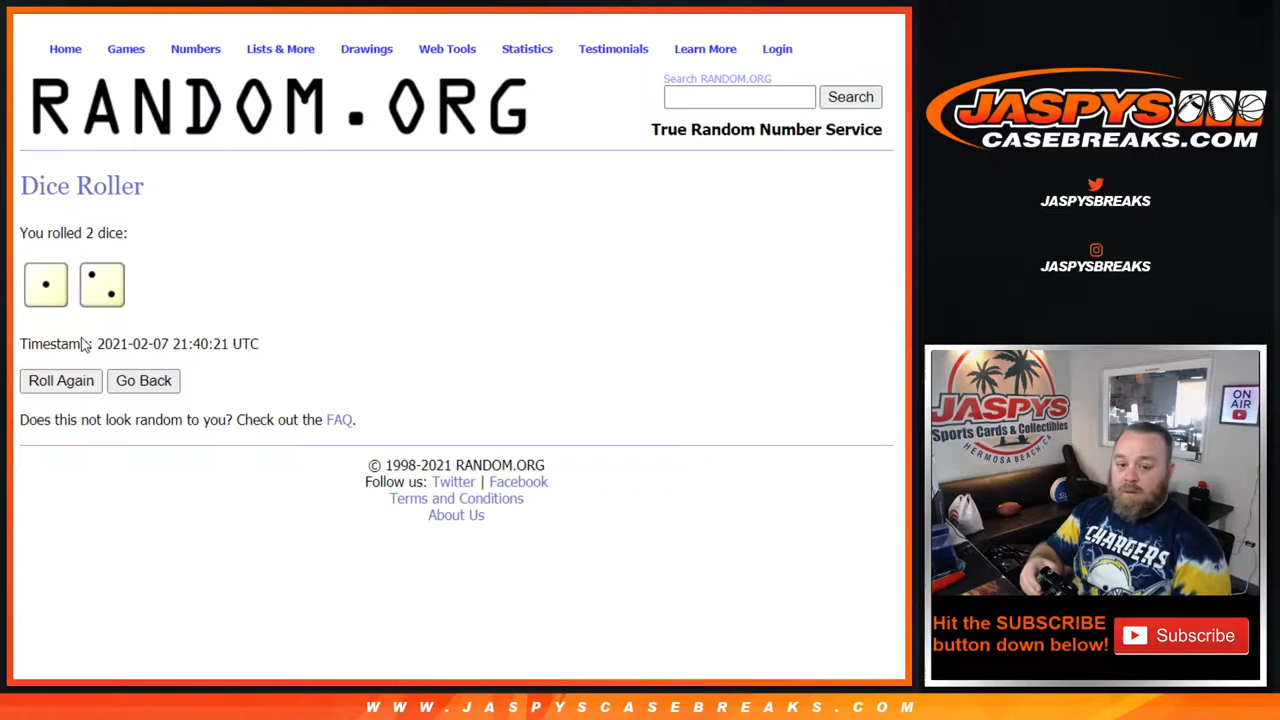 Home Games Numbers Lists & More Drawings Web Tools Statistics Testimonials Learn More Login
RANDOM.ORG
Search RANDOM.ORG
Search
True Random Number Service
Dice Roller
You rolled 2 dice:
Timestamp: 2021-02-07 21:40:21 UTC
Roll Again Go Back
Does this not look random to you? Check out the FAQ.
© 1998-2021 RANDOM.ORG
Follow us: Twitter | Facebook
Terms and Conditions
About Us
JASPYS
CASEBREAKS.COM
JASPYSBREAKS
JASPYSBREAKS
JASPYS
Sports Cards & Collectibles
HERMOSA BEACH, CA
ON
AIR
CHARGERS
Hit the SUBSCRIBE
button down below!
Subscribe
WWW.JASPYSCASEBREAKS.COM